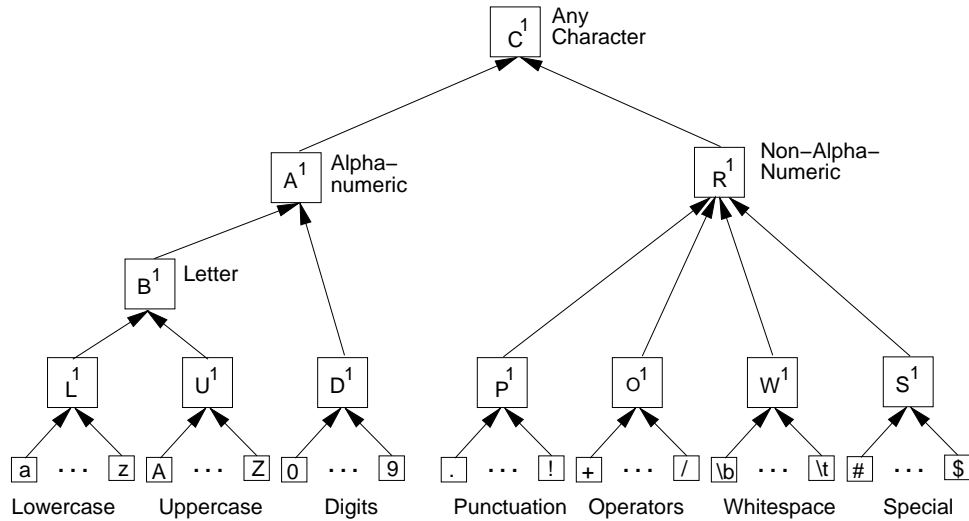 C¹ Any
Character
A¹ Alpha–
numeric
R¹ Non–Alpha–
Numeric
B¹ Letter
L¹ U¹ D¹ P¹ O¹ W¹ S¹
a ... z A ... Z 0 ... 9 . ... ! + ... / \b ... \t # ... $
Lowercase Uppercase Digits Punctuation Operators Whitespace Special